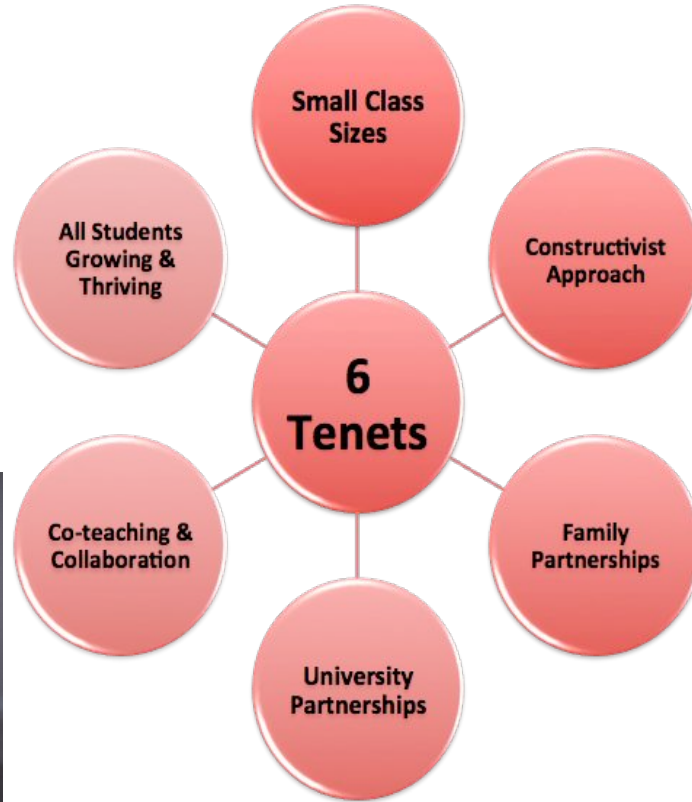 Small Class
Sizes
Constructivist
Approach
Family
Partnerships
University
Partnerships
Co-teaching &
Collaboration
All Students
Growing &
Thriving
6
Tenets